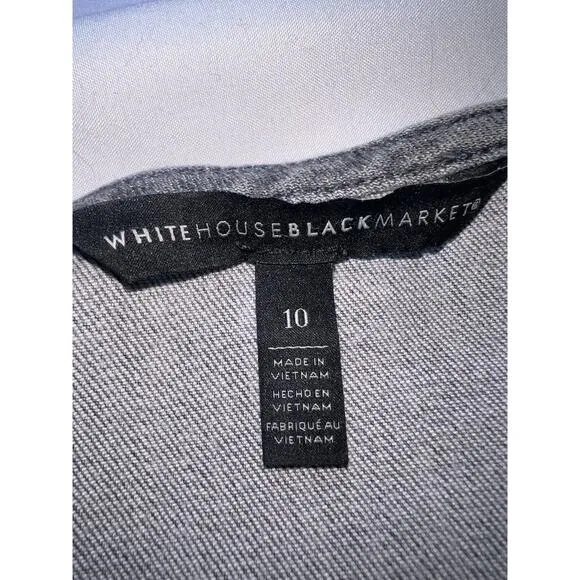 WHITEHOUSEBLACKMARKET®
10
MADE IN
VIETNAM
HECHO EN
VIETNAM
FABRIQUÉ AU
VIETNAM